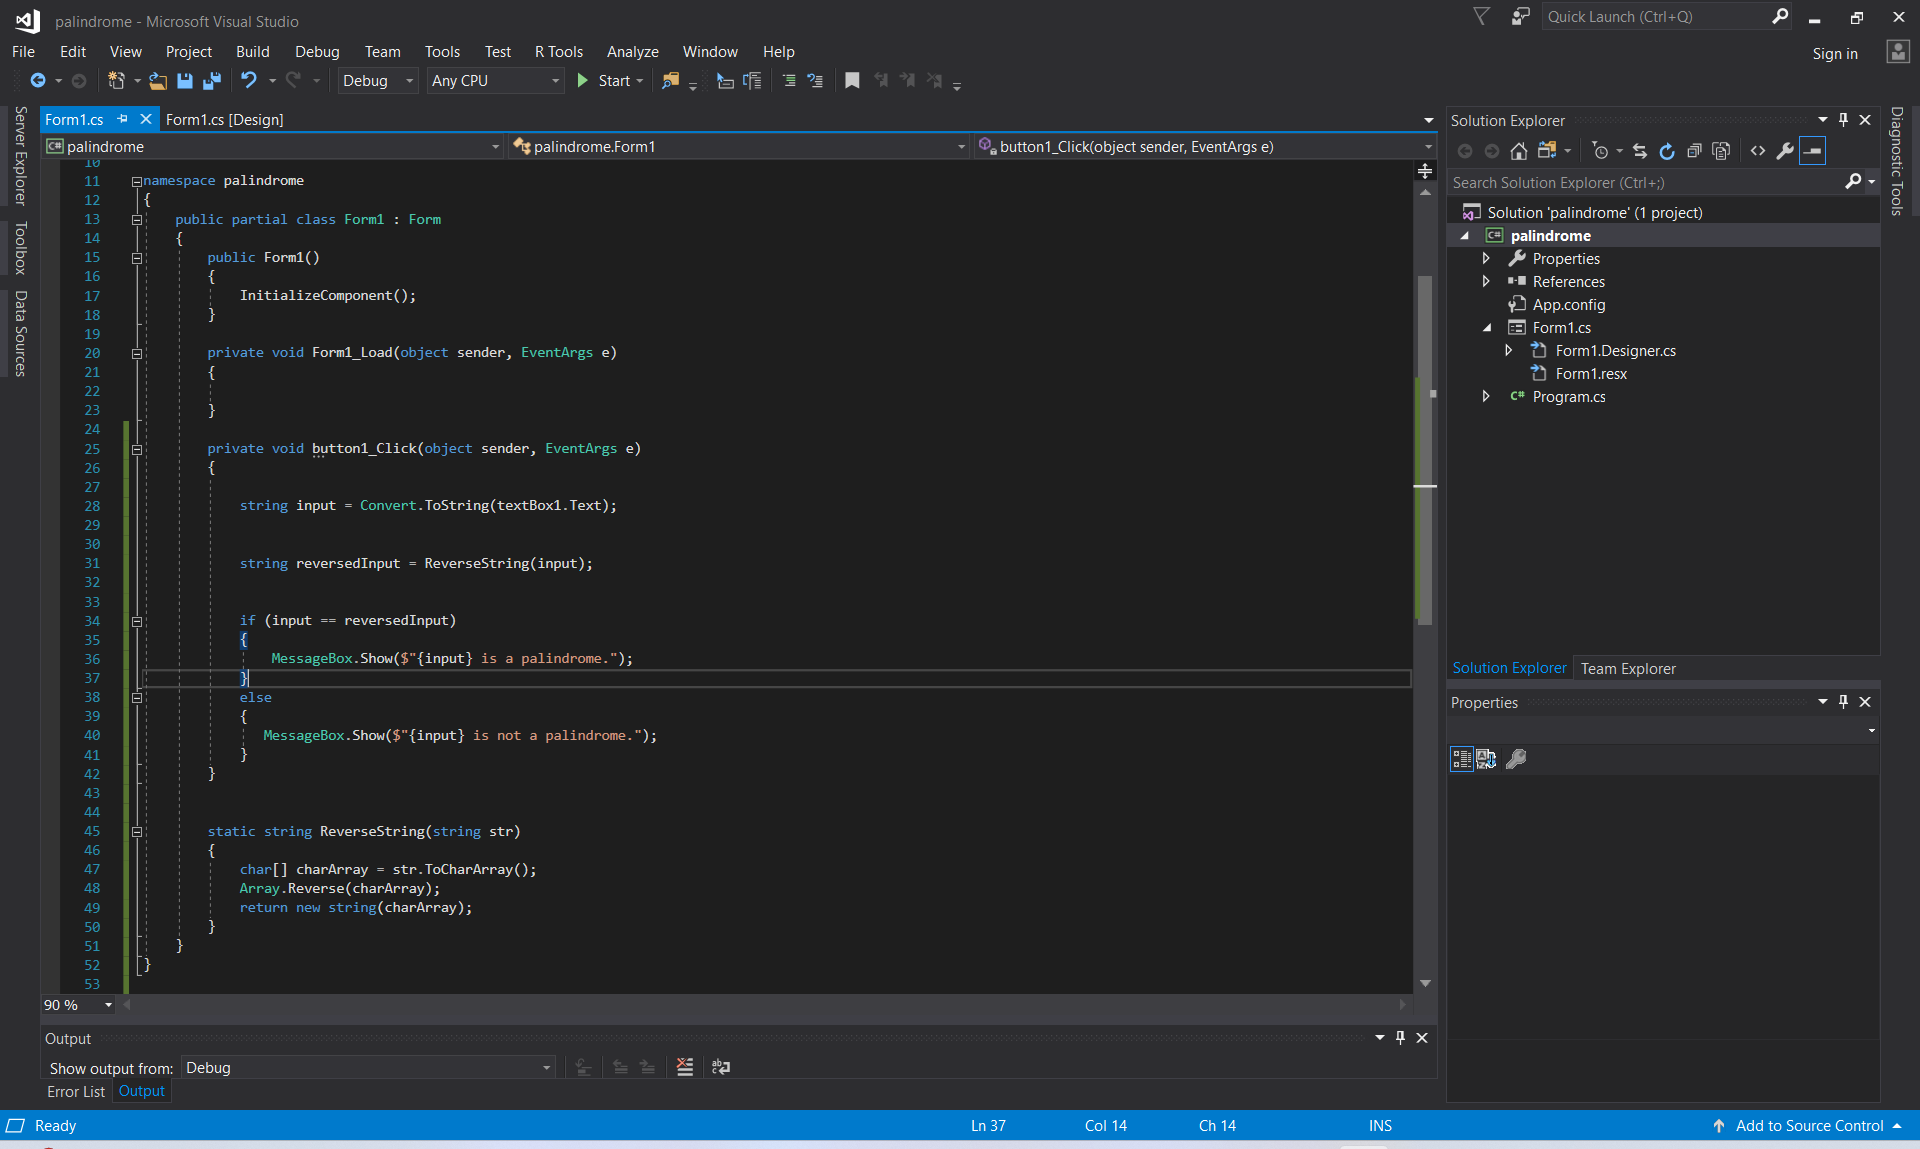 palindrome - Microsoft Visual Studio
Quick Launch (Ctrl+Q)
File Edit View Project Build Debug Team Tools Test R Tools Analyze Window Help
Sign in
Debug Any CPU Start
Server Explorer
Toolbox
Data Sources
Form1.cs Form1.cs [Design]
palindrome palindrome.Form1 button1_Click(object sender, EventArgs e)
10
11 namespace palindrome
12 {
13 public partial class Form1 : Form
14 {
15 public Form1()
16 {
17 InitializeComponent();
18 }
19
20 private void Form1_Load(object sender, EventArgs e)
21 {
22
23 }
24
25 private void button1_Click(object sender, EventArgs e)
26 {
27
28 string input = Convert.ToString(textBox1.Text);
29
30
31 string reversedInput = ReverseString(input);
32
33
34 if (input == reversedInput)
35 {
36 MessageBox.Show($"{input} is a palindrome.");
37 }
38 else
39 {
40 MessageBox.Show($"{input} is not a palindrome.");
41 }
42 }
43
44
45 static string ReverseString(string str)
46 {
47 char[] charArray = str.ToCharArray();
48 Array.Reverse(charArray);
49 return new string(charArray);
50 }
51 }
52 }
53
90 %
Output
Show output from: Debug
Error List Output
Solution Explorer
Search Solution Explorer (Ctrl+;)
Solution 'palindrome' (1 project)
C# palindrome
Properties
References
App.config
Form1.cs
Form1.Designer.cs
Form1.resx
C# Program.cs
Solution Explorer Team Explorer
Properties
Diagnostic Tools
Ready Ln 37 Col 14 Ch 14 INS Add to Source Control